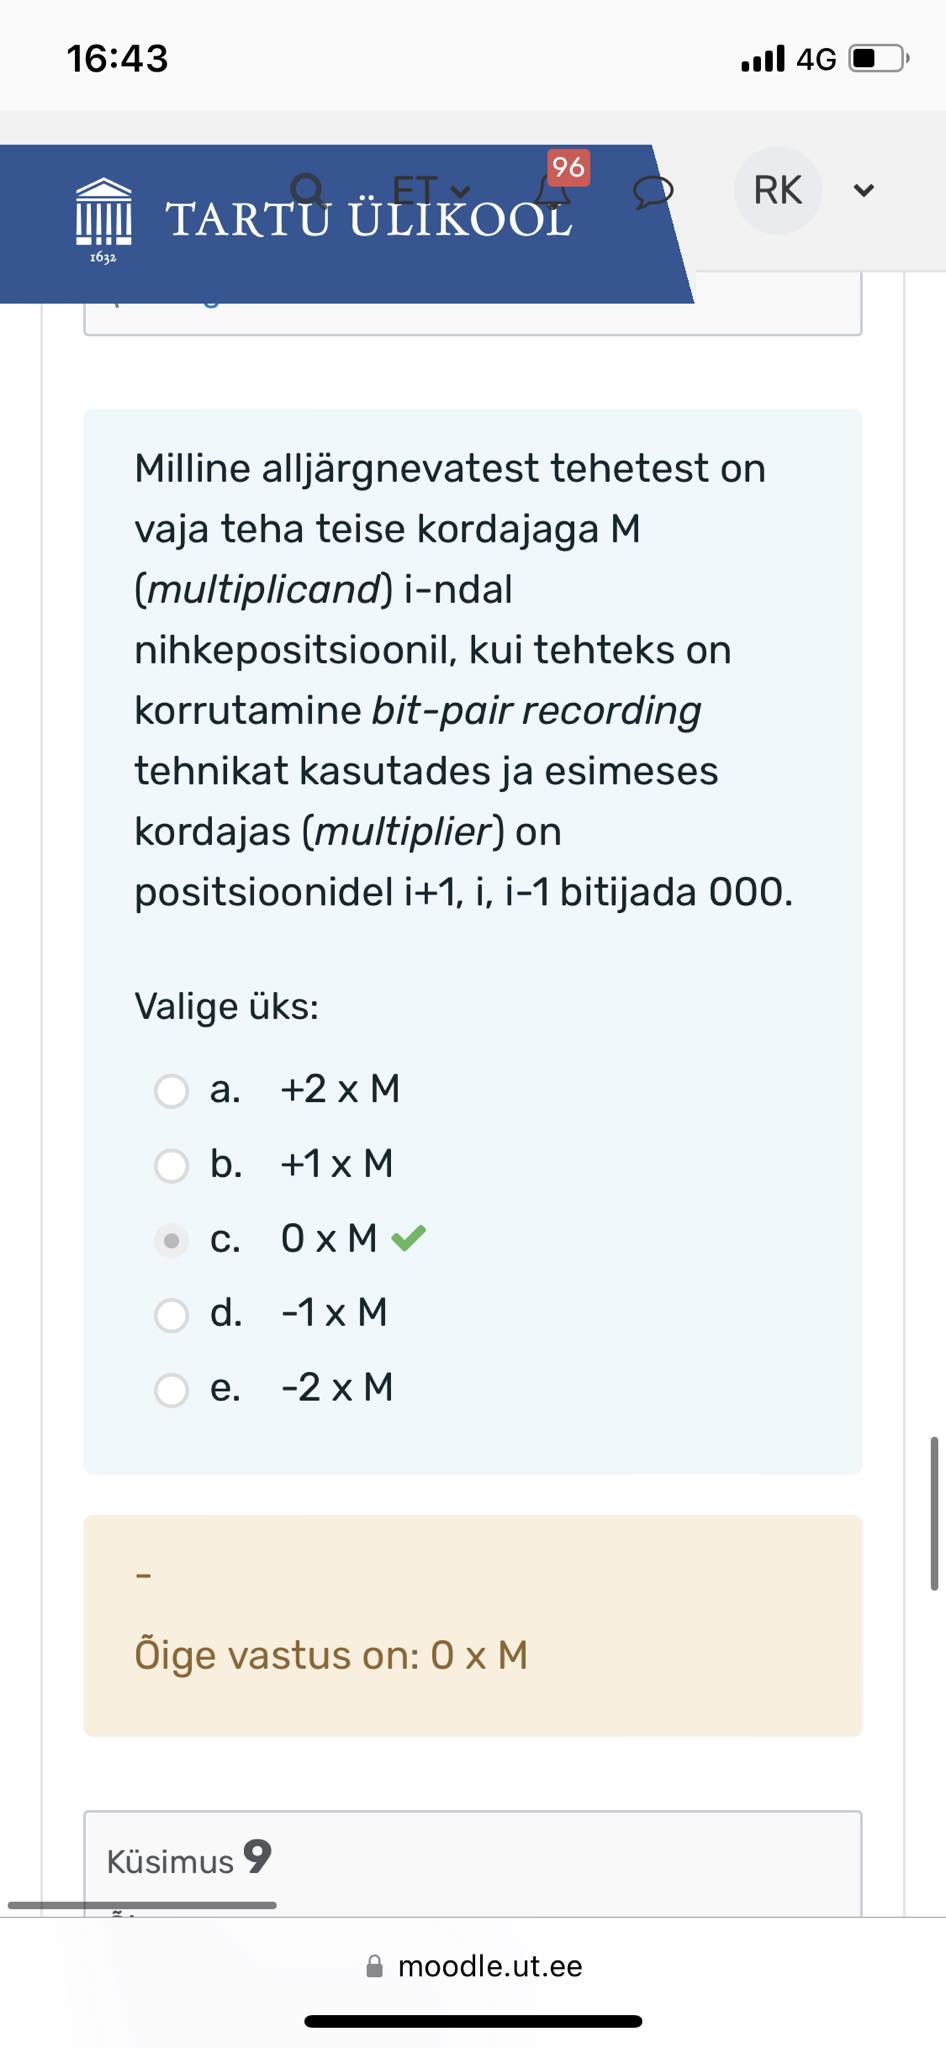 16:43
4G
96
ET
RK
TARTU ÜLIKOOL
1632
Milline alljärgnevatest tehetest on
vaja teha teise kordajaga M
(multiplicand) i-ndal
nihkepositsioonil, kui tehteks on
korrutamine bit-pair recording
tehnikat kasutades ja esimeses
kordajas (multiplier) on
positsioonidel i+1, i, i-1 bitijada 000.
Valige üks:
a. +2 x M
b. +1 x M
c. 0 x M
d. -1 x M
e. -2 x M
-
Õige vastus on: 0 x M
Küsimus 9
moodle.ut.ee